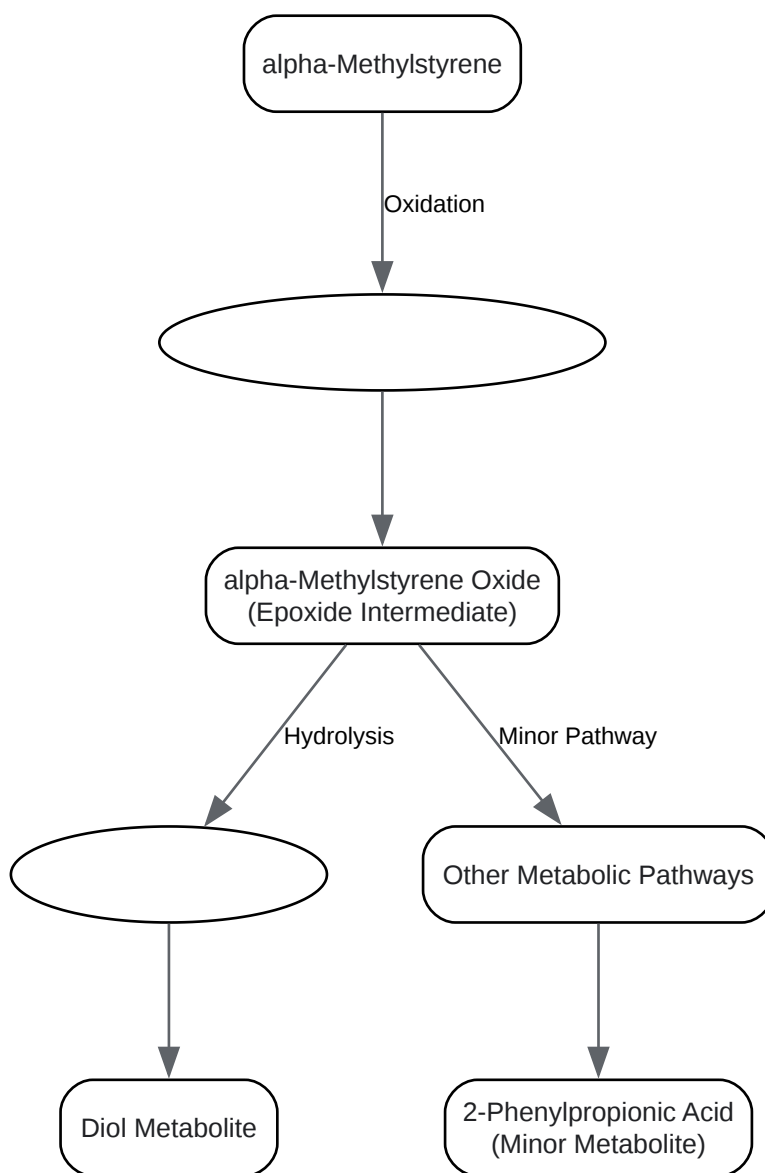 alpha-Methylstyrene
Oxidation
alpha-Methylstyrene Oxide
(Epoxide Intermediate)
Hydrolysis
Minor Pathway
Other Metabolic Pathways
Diol Metabolite
2-Phenylpropionic Acid
(Minor Metabolite)